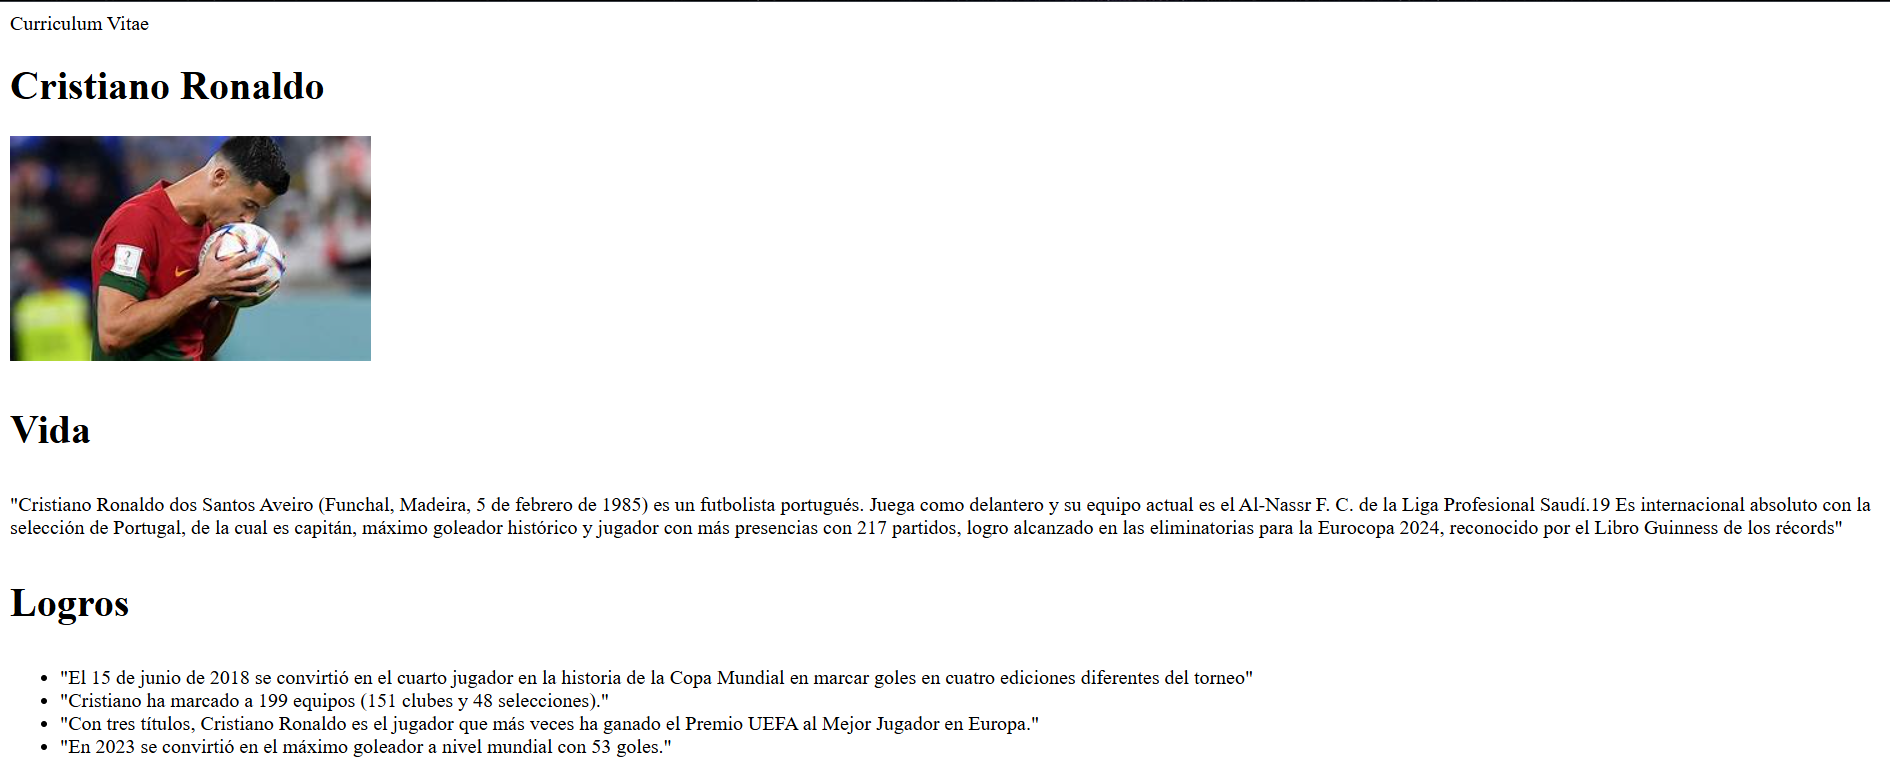 Curriculum Vitae
Cristiano Ronaldo
Vida
"Cristiano Ronaldo dos Santos Aveiro (Funchal, Madeira, 5 de febrero de 1985) es un futbolista portugués. Juega como delantero y su equipo actual es el Al-Nassr F. C. de la Liga Profesional Saudí.19 Es internacional absoluto con la
selección de Portugal, de la cual es capitán, máximo goleador histórico y jugador con más presencias con 217 partidos, logro alcanzado en las eliminatorias para la Eurocopa 2024, reconocido por el Libro Guinness de los récords"
Logros
• "El 15 de junio de 2018 se convirtió en el cuarto jugador en la historia de la Copa Mundial en marcar goles en cuatro ediciones diferentes del torneo"
• "Cristiano ha marcado a 199 equipos (151 clubes y 48 selecciones)."
• "Con tres títulos, Cristiano Ronaldo es el jugador que más veces ha ganado el Premio UEFA al Mejor Jugador en Europa."
• "En 2023 se convirtió en el máximo goleador a nivel mundial con 53 goles."